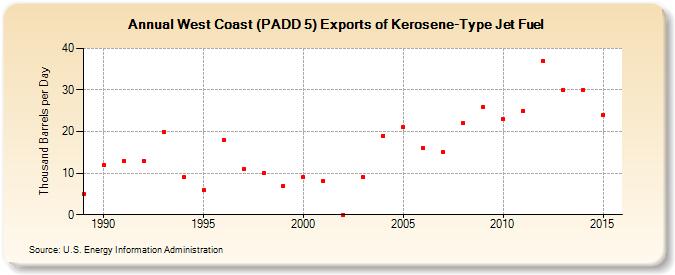 Annual West Coast (PADD 5) Exports of Kerosene-Type Jet Fuel
Thousand Barrels per Day
40
30
20
10
0
1990 1995 2000 2005 2010 2015
Source: U.S. Energy Information Administration